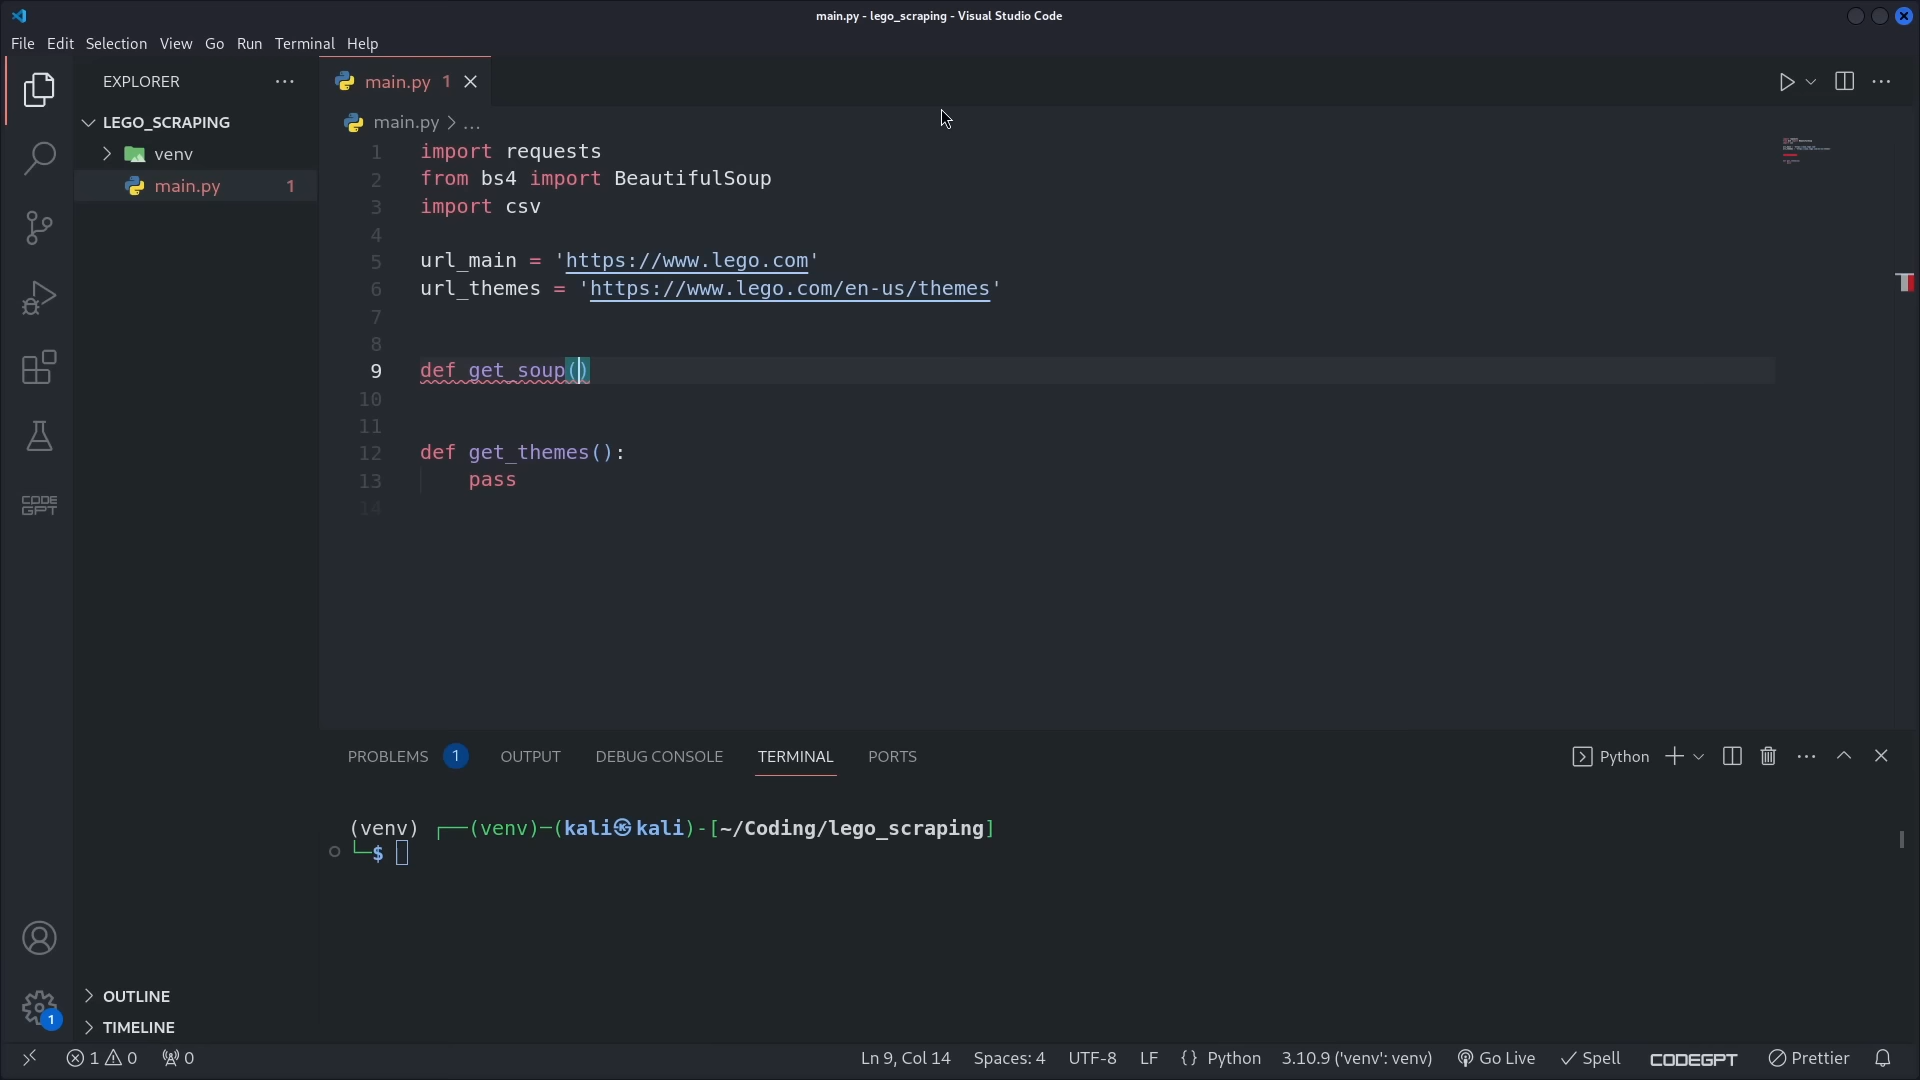 main.py - lego_scraping - Visual Studio Code
File Edit Selection View Go Run Terminal Help
EXPLORER
main.py 1
LEGO_SCRAPING
venv
main.py 1
main.py > ...
1 import requests
2 from bs4 import BeautifulSoup
3 import csv
4
5 url_main = 'https://www.lego.com'
6 url_themes = 'https://www.lego.com/en-us/themes'
7
8
9 def get_soup()
10
11
12 def get_themes():
13 pass
14
CODE
GPT
PROBLEMS 1 OUTPUT DEBUG CONSOLE TERMINAL PORTS
Python
(venv) ┌──(venv)─(kali㉿kali)-[~/Coding/lego_scraping]
└─$
OUTLINE
1
TIMELINE
1 0 0 Ln 9, Col 14 Spaces: 4 UTF-8 LF {} Python 3.10.9 ('venv': venv) Go Live Spell CODEGPT Prettier